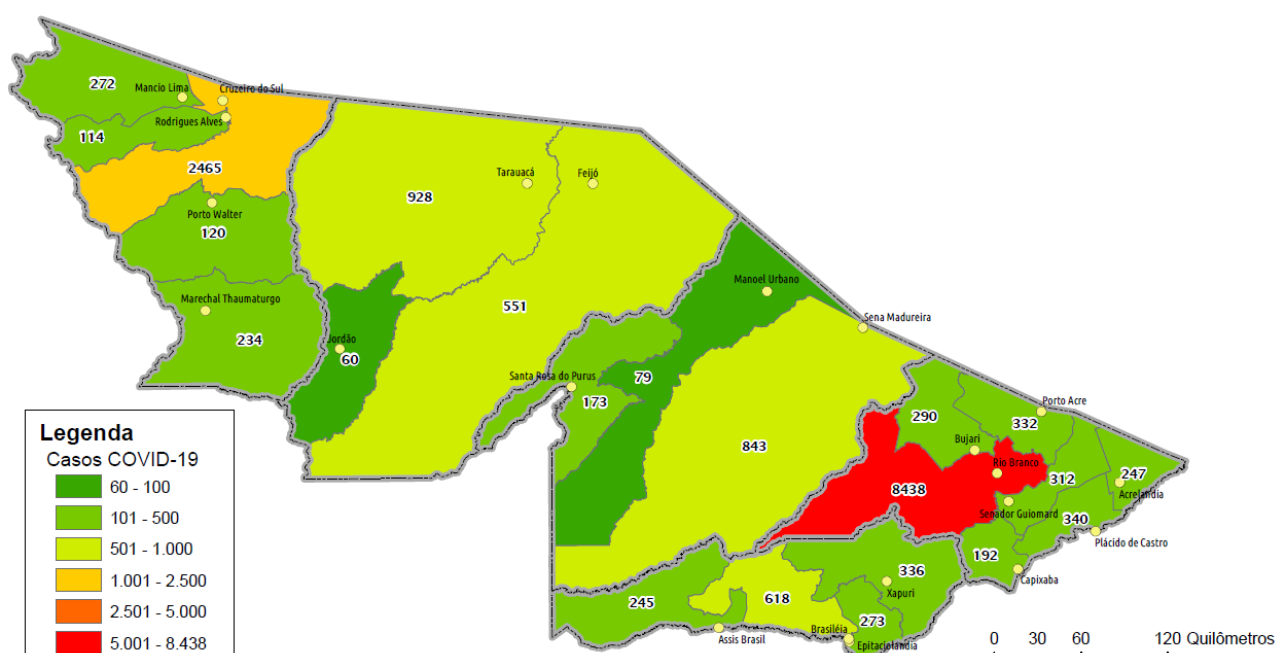 272
Mancio Lima
Cruzeiro do Sul
Rodrigues Alves
114
2465
Tarauacá
Feijó
928
Porto Walter
120
Manoel Urbano
Marechal Thaumaturgo
551
Sena Madureira
234
Jordão
60
79
Santa Rosa do Purus
173
290
Porto Acre
332
Bujari
843
Rio Branco
312
247
8438
Acrelandia
Senador Guiomard
340
Plácido de Castro
192
Capixaba
336
Xapuri
618
245
273
Brasiléia
Assis Brasil
Epitaciolandia
Legenda
Casos COVID-19
60 - 100
101 - 500
501 - 1.000
1.001 - 2.500
2.501 - 5.000
5.001 - 8.438
0 30 60 120 Quilômetros